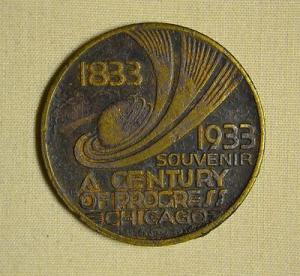 1833
1933
SOUVENIR
A CENTURY
OF PROGRESS
CHICAGO